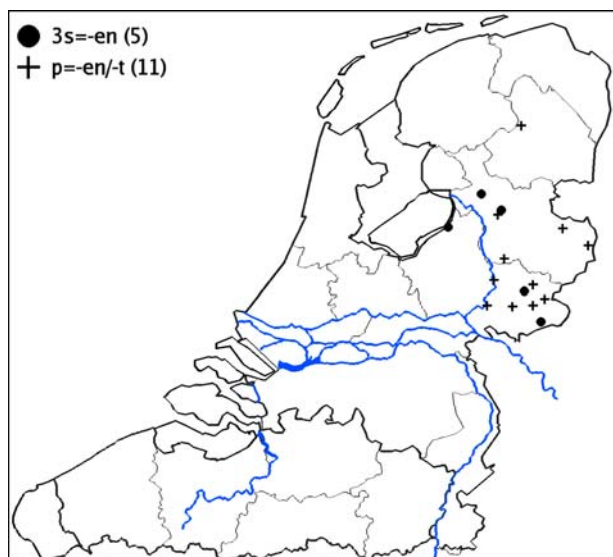 3s=-en (5)
p=-en/-t (11)